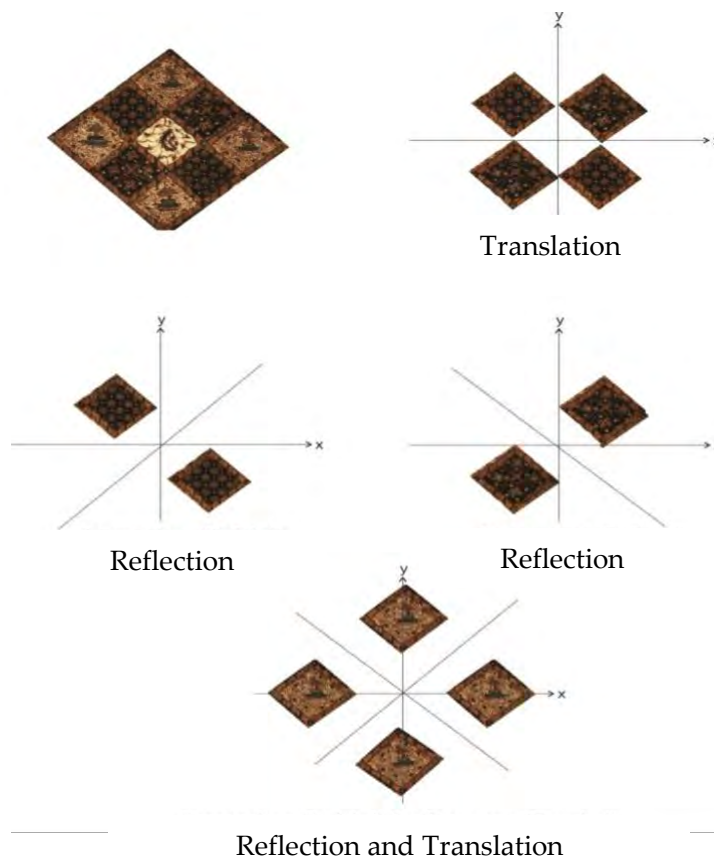 y
Translation
y
x
Reflection
y
Reflection
y
x
Reflection and Translation